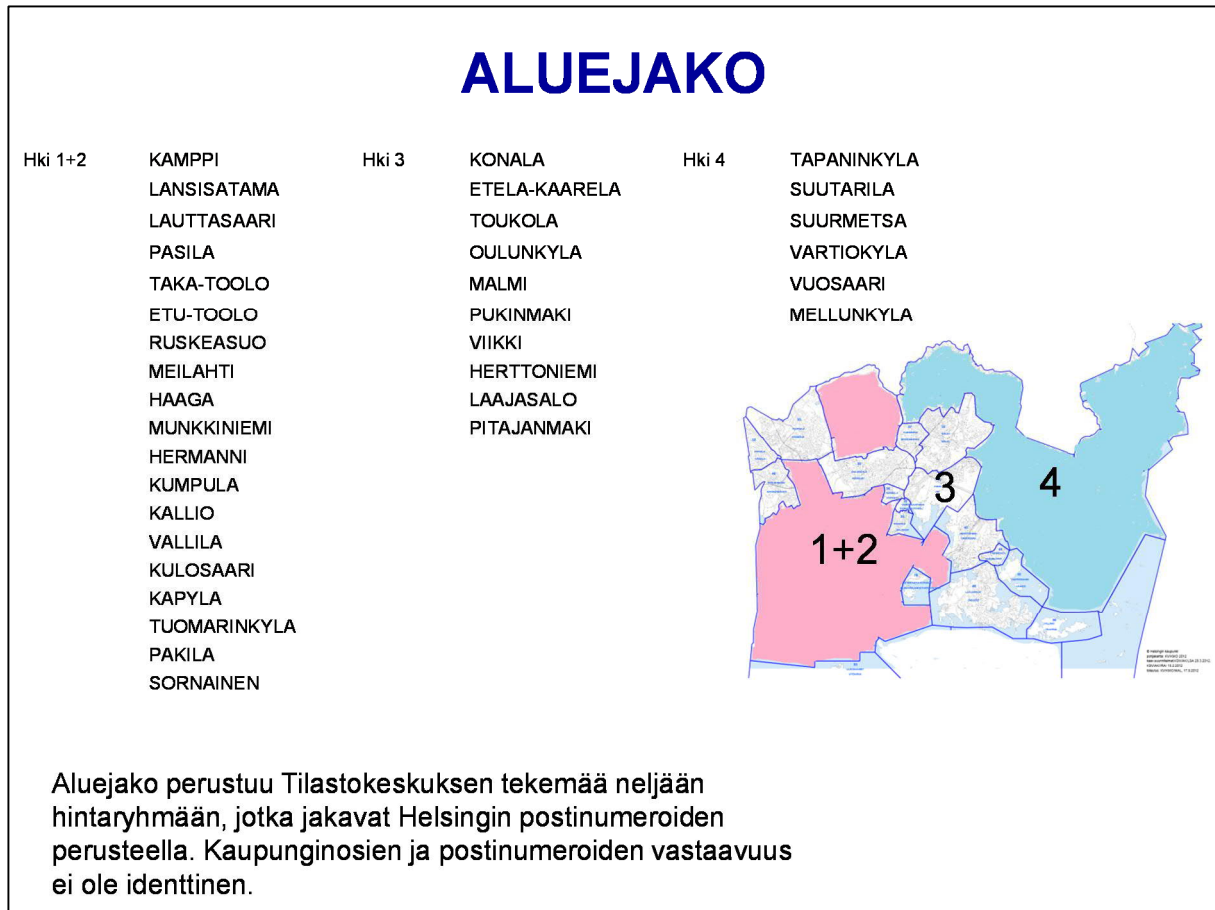 ALUEJAKO
Hki 1+2
KAMPPI
LANSISATAMA
LAUTTASAARI
PASILA
TAKA-TOOLO
ETU-TOOLO
RUSKEASUO
MEILAHTI
HAAGA
MUNKKINIEMI
HERMANNI
KUMPULA
KALLIO
VALLILA
KULOSAARI
KAPYLA
TUOMARINKYLA
PAKILA
SORNAINEN
Hki 3
KONALA
ETELA-KAARELA
TOUKOLA
OULUNKYLA
MALMI
PUKINMAKI
VIIKKI
HERTTONIEMI
LAAJASALO
PITAJANMAKI
Hki 4
TAPANINKYLA
SUUTARILA
SUURMETSA
VARTIOKYLA
VUOSAARI
MELLUNKYLA
3
4
1+2
Aluejako perustuu Tilastokeskuksen tekemää neljään
hintaryhmään, jotka jakavat Helsingin postinumeroiden
perusteella. Kaupunginosien ja postinumeroiden vastaavuus
ei ole identtinen.